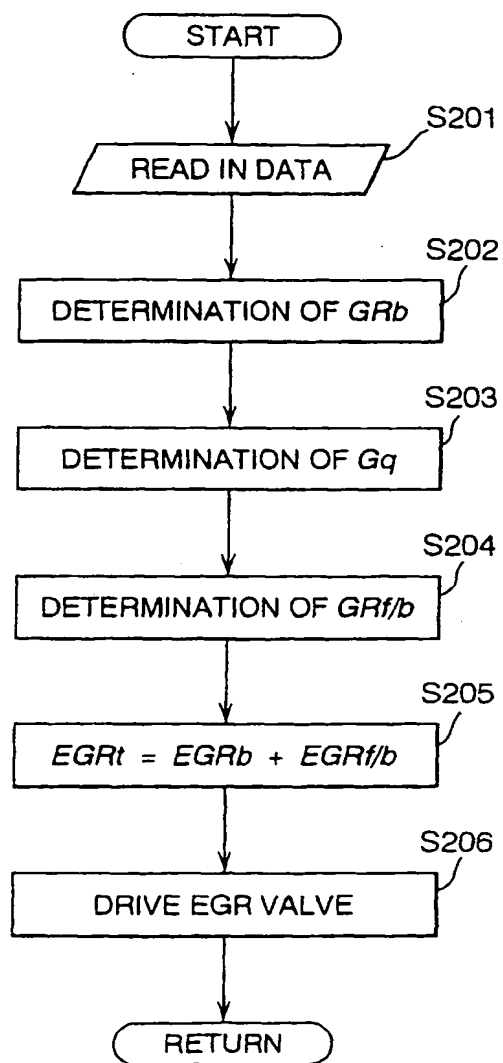 START
S201
READ IN DATA
S202
DETERMINATION OF GRb
S203
DETERMINATION OF Gq
S204
DETERMINATION OF GRf/b
S205
EGRt = EGRb + EGRf/b
S206
DRIVE EGR VALVE
RETURN